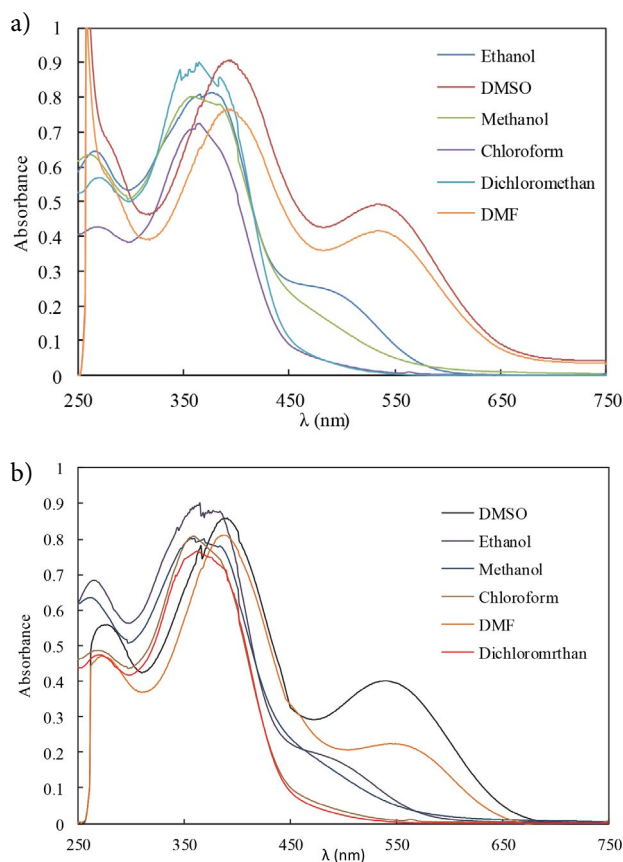 a)
1
0.9
0.8
0.7
0.6
0.5
0.4
0.3
0.2
0.1
0
Absorbance
Ethanol
DMSO
Methanol
Chloroform
Dichloromethan
DMF
250 350 450 550 650 750
λ (nm)
b)
1
0.9
0.8
0.7
0.6
0.5
0.4
0.3
0.2
0.1
0
Absorbance
DMSO
Ethanol
Methanol
Chloroform
DMF
Dichloromrthan
250 350 450 550 650 750
λ (nm)